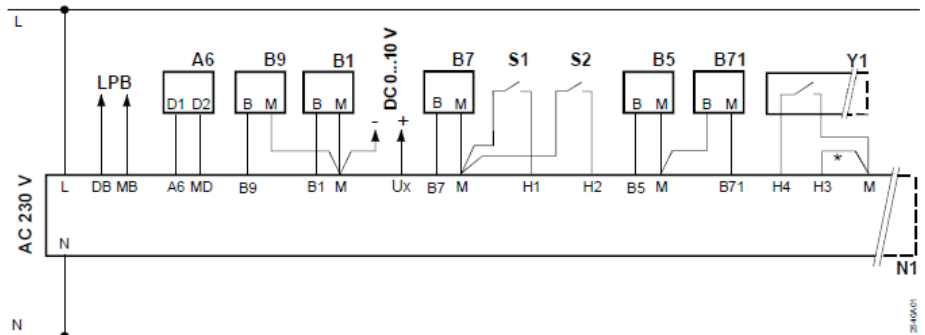 L
A6 B9 B1 DC 0...10 V B7 S1 S2 B5 B71 Y1
LPB
D1 D2 B M B M B M B M B M
- +
*
AC 230 V
L DB MB A6 MD B9 B1 M Ux B7 M H1 H2 B5 M B71 H4 H3 M
N
N1
N
2540A01